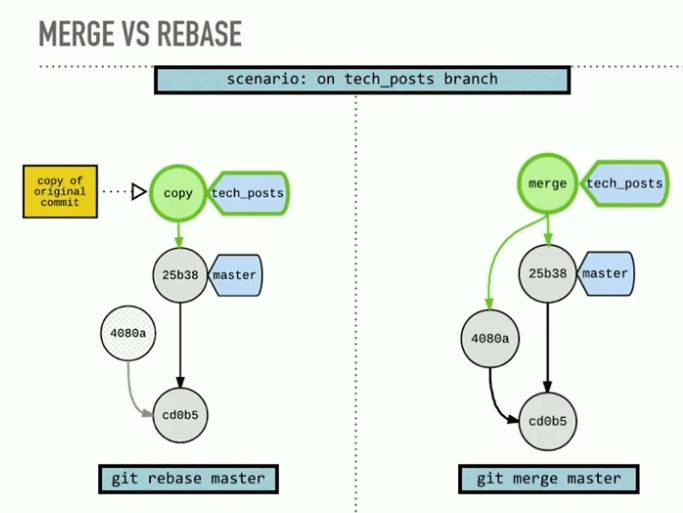 MERGE VS REBASE
scenario: on tech_posts branch
copy of
original
commit
copy
tech_posts
25b38
master
4080a
cd0b5
git rebase master
merge
tech_posts
25b38
master
4080a
cd0b5
git merge master